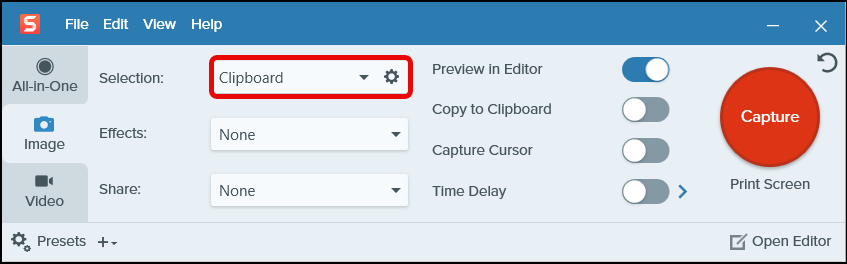 S File Edit View Help
All-in-One
Image
Video
Selection: Clipboard
Effects: None
Share: None
Preview in Editor
Copy to Clipboard
Capture Cursor
Time Delay
Capture
Print Screen
Presets
Open Editor